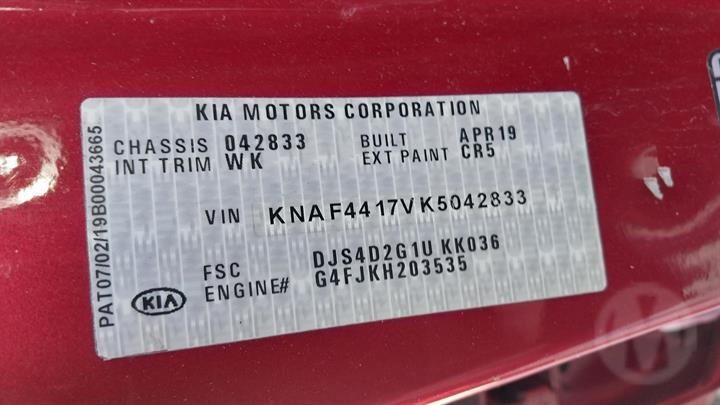 KIA MOTORS CORPORATION
CHASSIS 042833 BUILT APR19
INT TRIM WK EXT PAINT CR5
VIN KNAF4417VK5042833
FSC DJS4D2G1U KK036
ENGINE# G4FJKH203535
KIA
PAT07/02/19B00043665
M